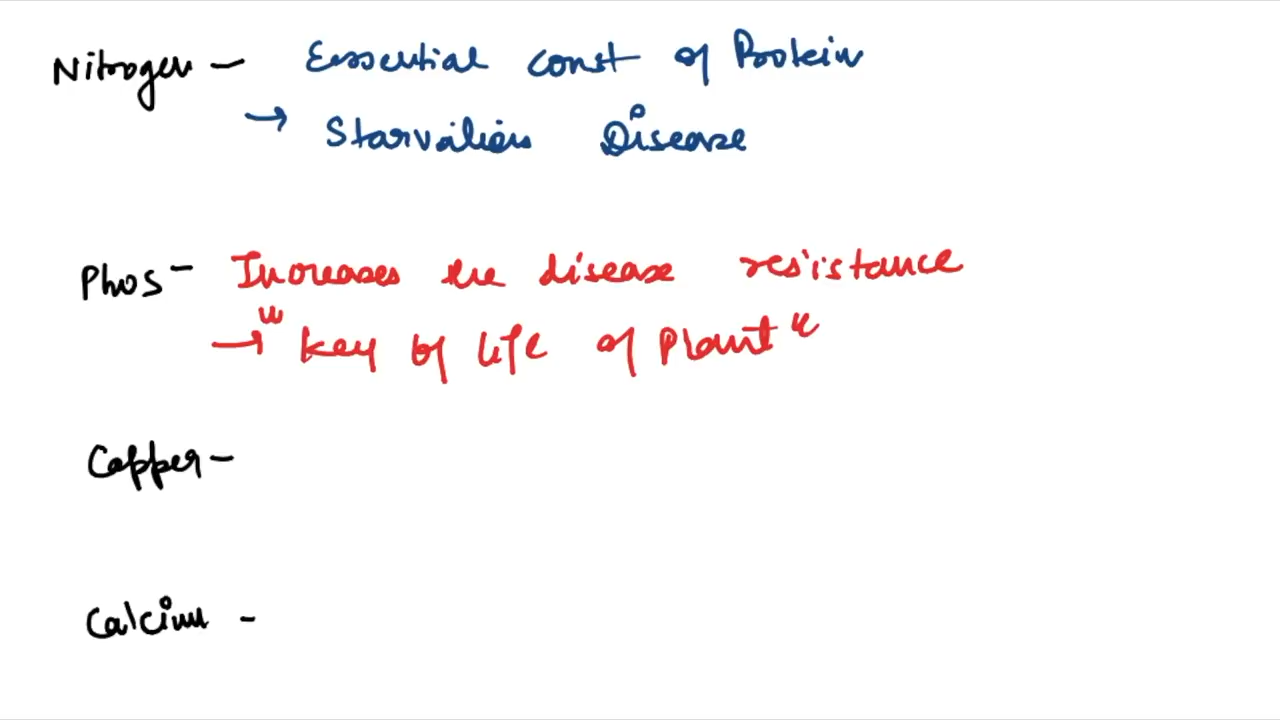 Nitrogen - Essential const of Protein
→ Starvation Disease
Phos - Increases the disease resistance
→ "Key of life of Plant"
Copper -
Calcium -